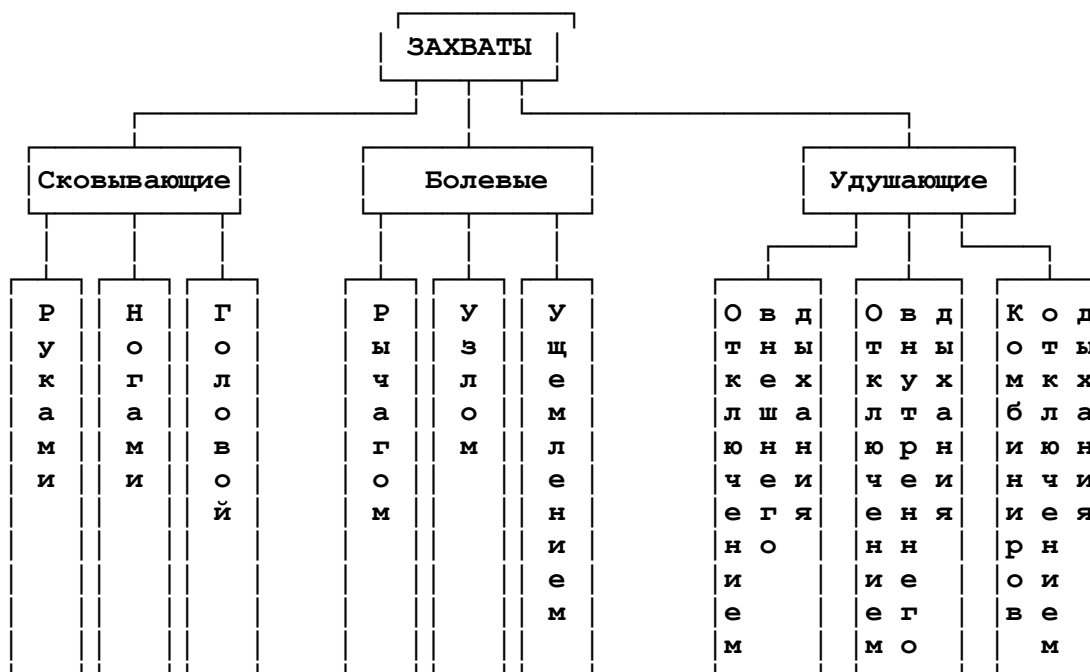 ЗАХВАТЫ
Сковывающие
Болевые
Удушающие
Руками
Ногами
Головой
Рычагом
Узлом
Ущемлением
Отключением
внешнего
дыхания
Отключением
внутреннего
дыхания
Комбиниров
отключением
дыхания